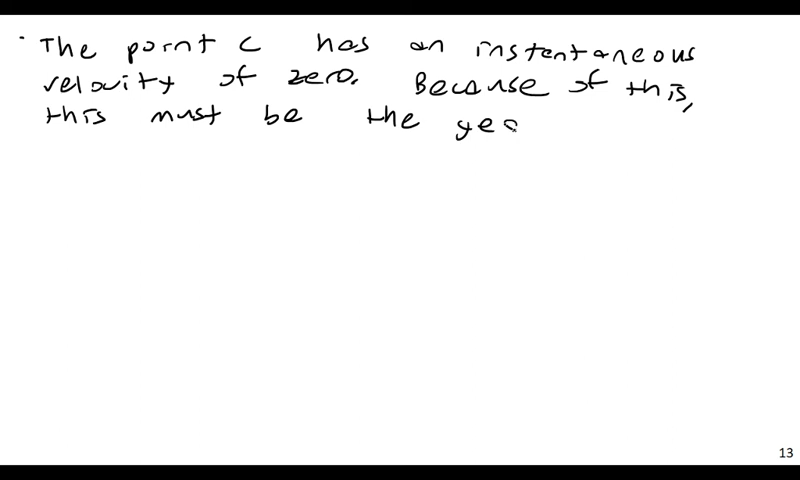 · The point C has an instantaneous
velocity of zero. Because of this,
this must be the
13